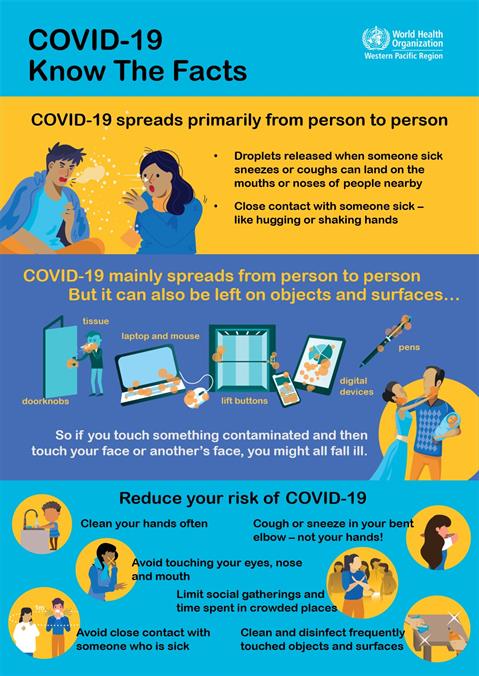 COVID-19
Know The Facts
World Health
Organization
Western Pacific Region
COVID-19 spreads primarily from person to person
• Droplets released when someone sick
sneezes or coughs can land on the
mouths or noses of people nearby
• Close contact with someone sick –
like hugging or shaking hands
COVID-19 mainly spreads from person to person
But it can also be left on objects and surfaces…
tissue
laptop and mouse
pens
digital
devices
doorknobs
lift buttons
So if you touch something contaminated and then
touch your face or another's face, you might all fall ill.
Reduce your risk of COVID-19
Clean your hands often
Cough or sneeze in your bent
elbow – not your hands!
Avoid touching your eyes, nose
and mouth
Limit social gatherings and
time spent in crowded places
1m
Avoid close contact with
someone who is sick
Clean and disinfect frequently
touched objects and surfaces